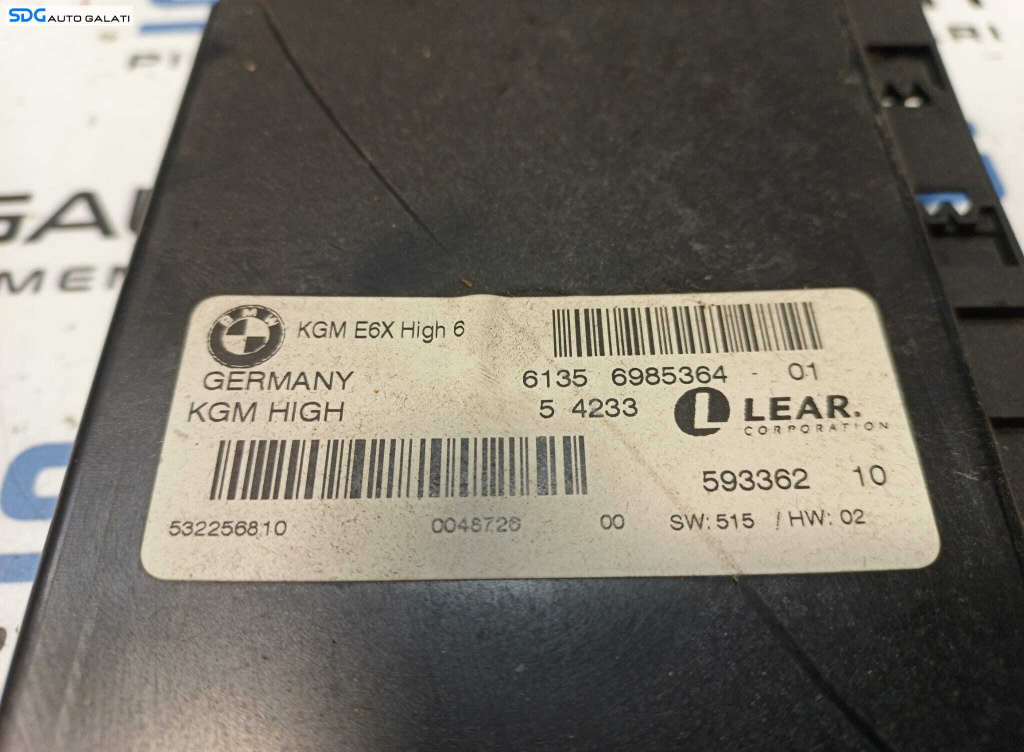 SDG AUTO GALATI
BMW
KGM E6X High 6
GERMANY
6135 6985364 - 01
KGM HIGH
5 4233
LEAR.
CORPORATION
593362 10
532256810
00
SW: 515 / HW: 02